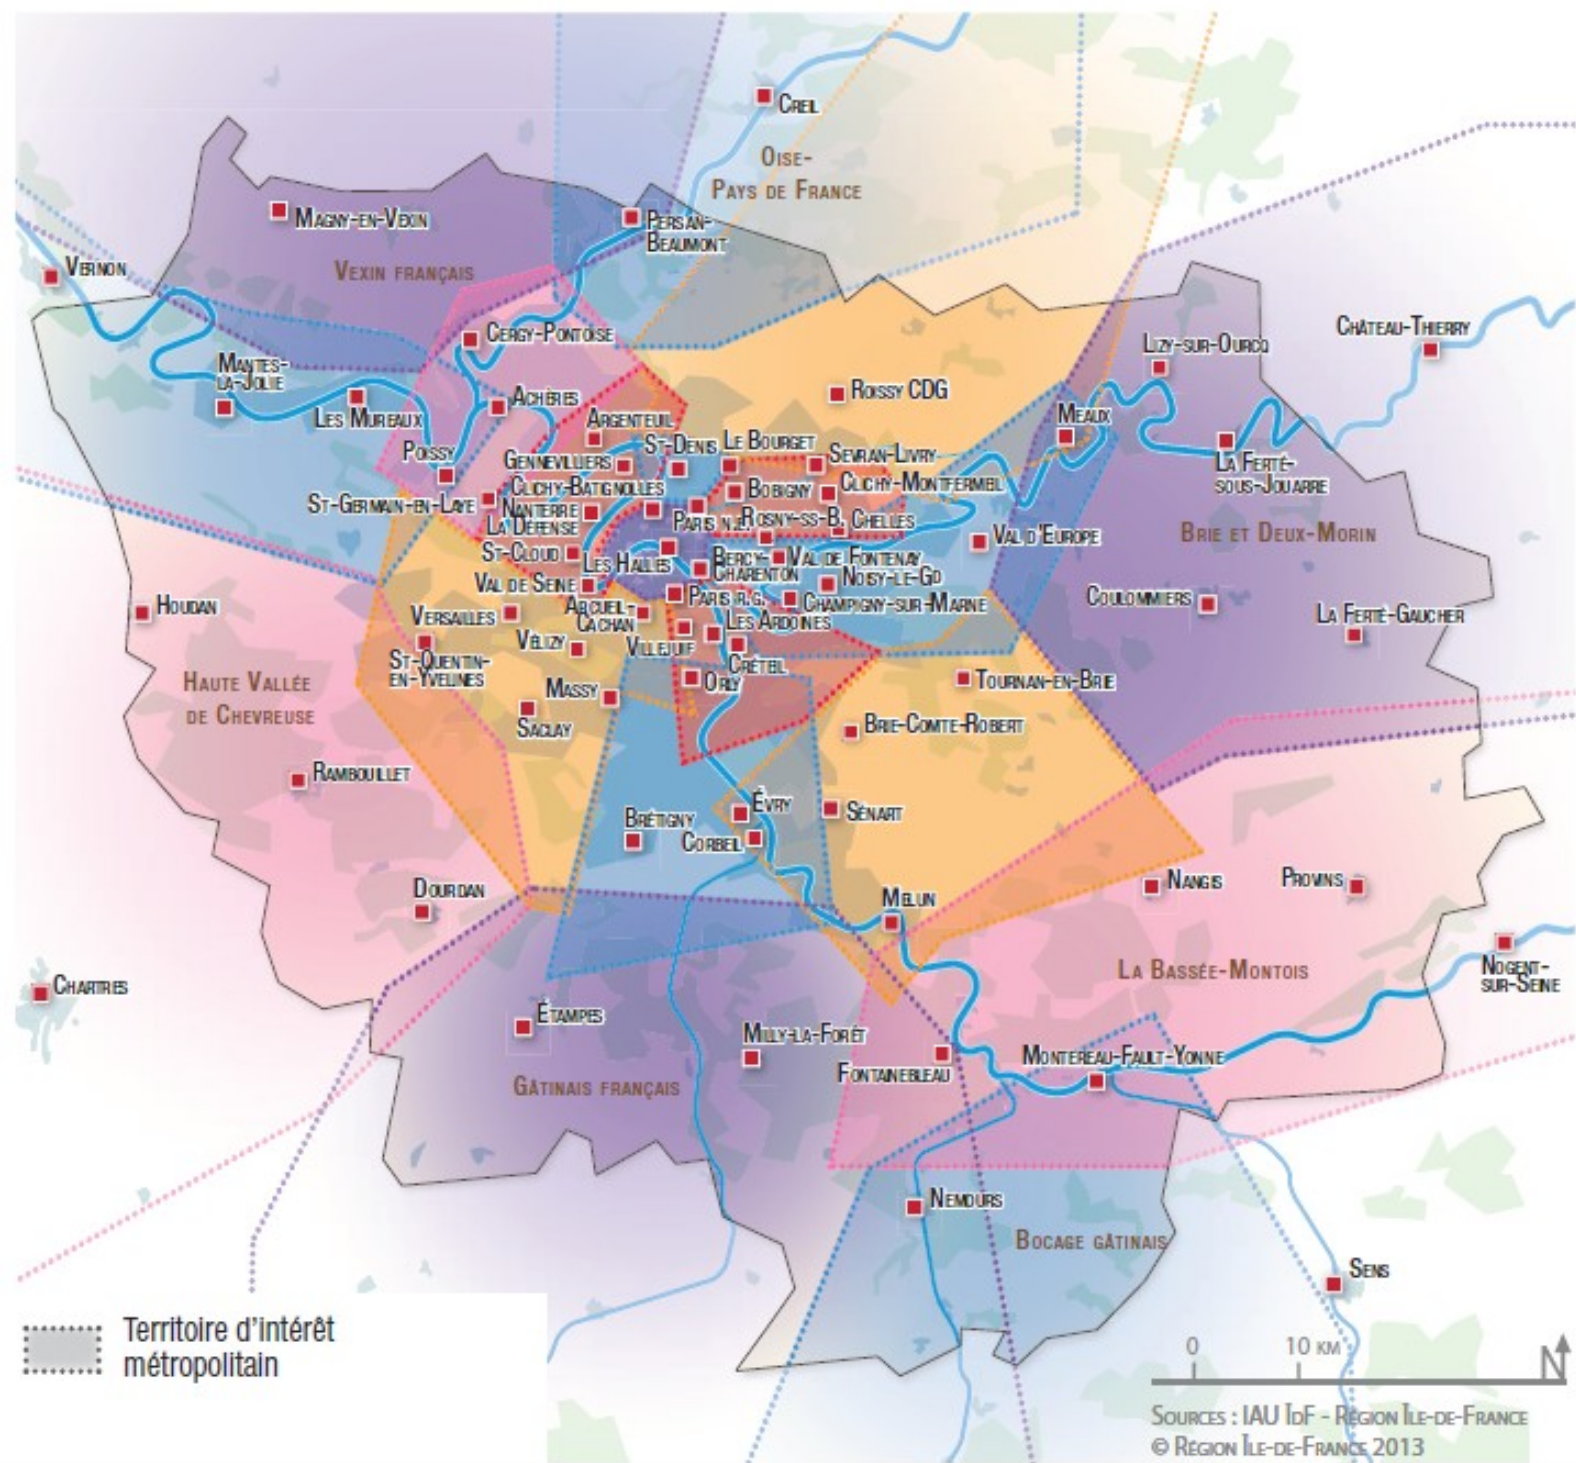 Creil
Oise-
Pays de France
Magny-en-Vexin
Persan-
Beaumont
Vernon
Vexin français
Cergy-Pontoise
Château-Thierry
Lizy-sur-Ourcq
Mantes-
la-Jolie
Roissy CDG
Achères
Les Mureaux
Argenteuil
Meaux
St-Denis
Le Bourget
Poissy
Gennevilliers
Sevran-Livry
La Ferté-
sous-Jouarre
Clichy-Batignolles
Bobigny
Clichy-Montfermel
St-Germain-en-Laye
Nanterre
La Défense
Paris N.E.
Rosny-ss-B.
Chelles
Val d'Europe
Brie et Deux-Morin
St-Cloud
Les Halles
Bercy-
Charenton
Val de Fontenay
Noisy-le-Gd
Val de Seine
Paris R.G.
Champigny-sur-Marne
Coulommiers
Houdan
Versailles
Arcueil-
Cachan
Les Ardoines
La Ferté-Gaucher
Vélizy
Villejuif
Créteil
St-Quentin-
en-Yvelines
Orly
Tournan-en-Brie
Haute Vallée
de Chevreuse
Massy
Saclay
Brie-Comte-Robert
Rambouillet
Évry
Sénart
Brétigny
Corbeil
Dourdan
Melun
Nangis
Provins
La Bassée-Montois
Nogent-
sur-Seine
Chartres
Étampes
Milly-la-Forêt
Fontainebleau
Montereau-Fault-Yonne
Gâtinais français
Nemours
Bocage gâtinais
Sens
Territoire d'intérêt
métropolitain
0 10 km
N
Sources : IAU îdF - Région Île-de-France
© Région Île-de-France 2013